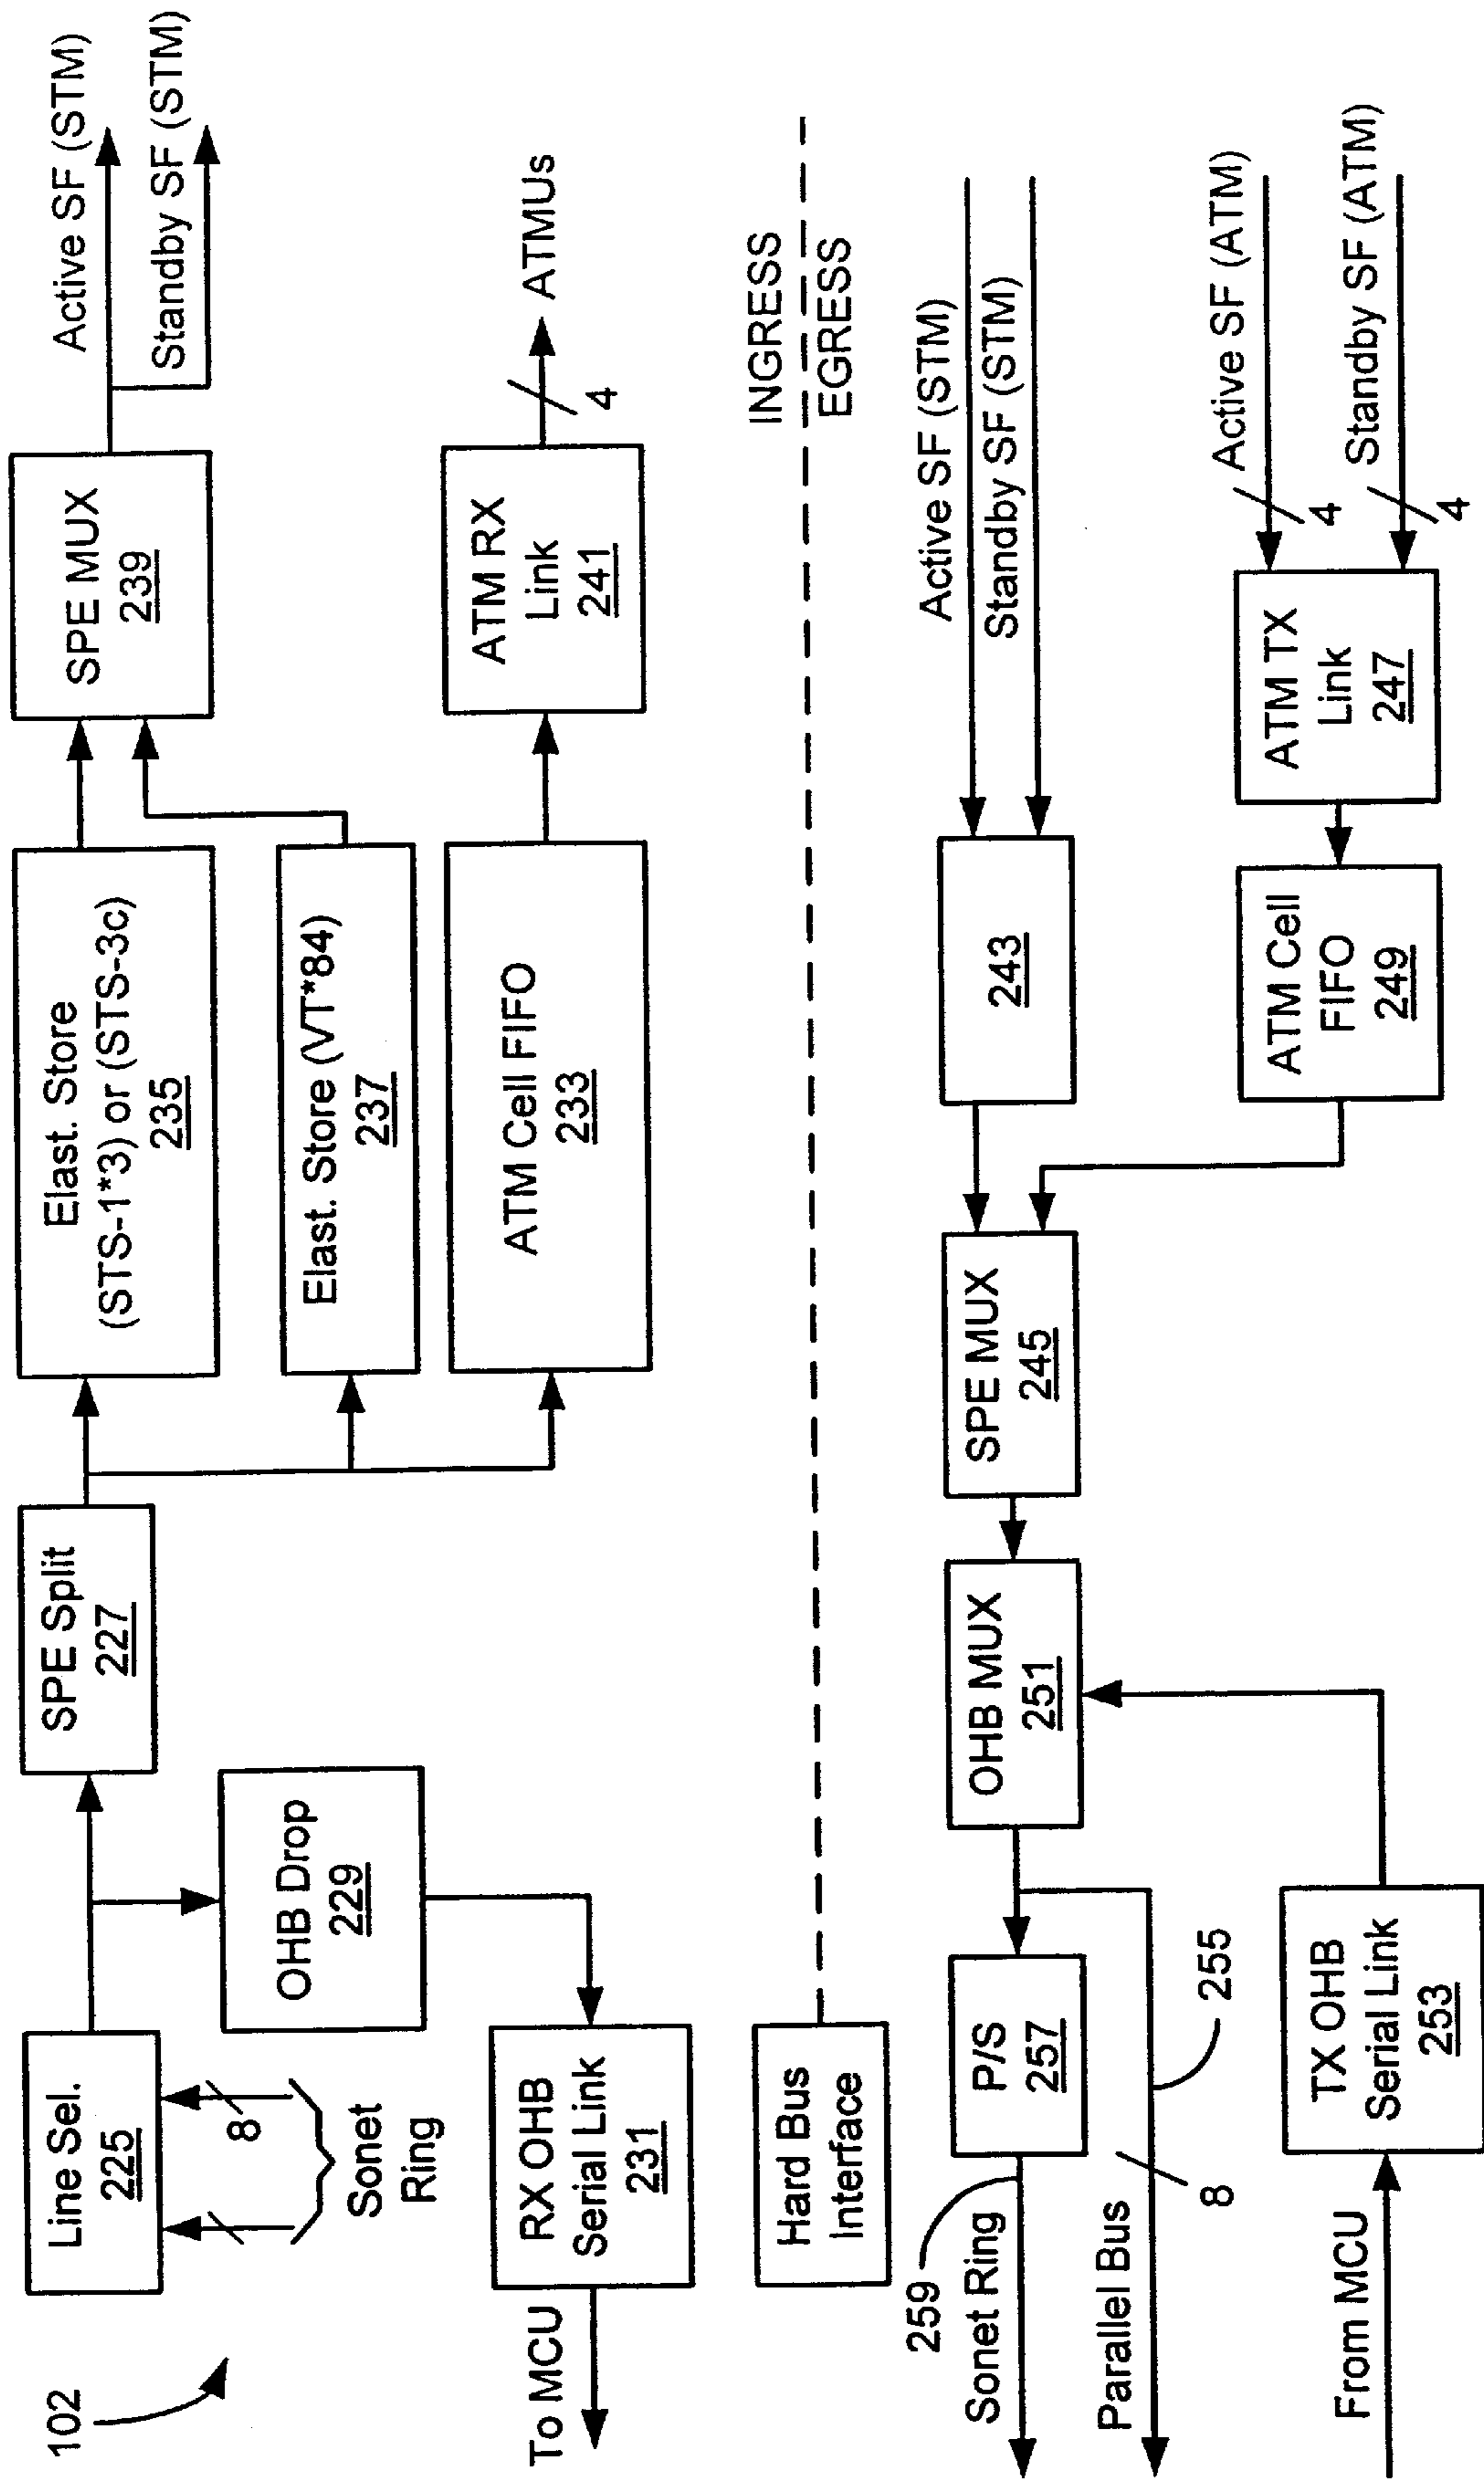 102
Line Sel.
225
8
Sonet
Ring
OHB Drop
229
RX OHB
Serial Link
231
To MCU
SPE Split
227
Elast. Store
(STS-1*3) or (STS-3c)
235
Elast. Store (VT*84)
237
ATM Cell FIFO
233
SPE MUX
239
Active SF (STM)
Standby SF (STM)
ATM RX
Link
241
4
ATMUs
Hard Bus
Interface
INGRESS
EGRESS
259
Sonet Ring
P/S
257
Parallel Bus
8
255
From MCU
TX OHB
Serial Link
253
OHB MUX
251
SPE MUX
245
243
Active SF (STM)
Standby SF (STM)
ATM Cell
FIFO
249
ATM TX
Link
247
4
Active SF (ATM)
4
Standby SF (ATM)